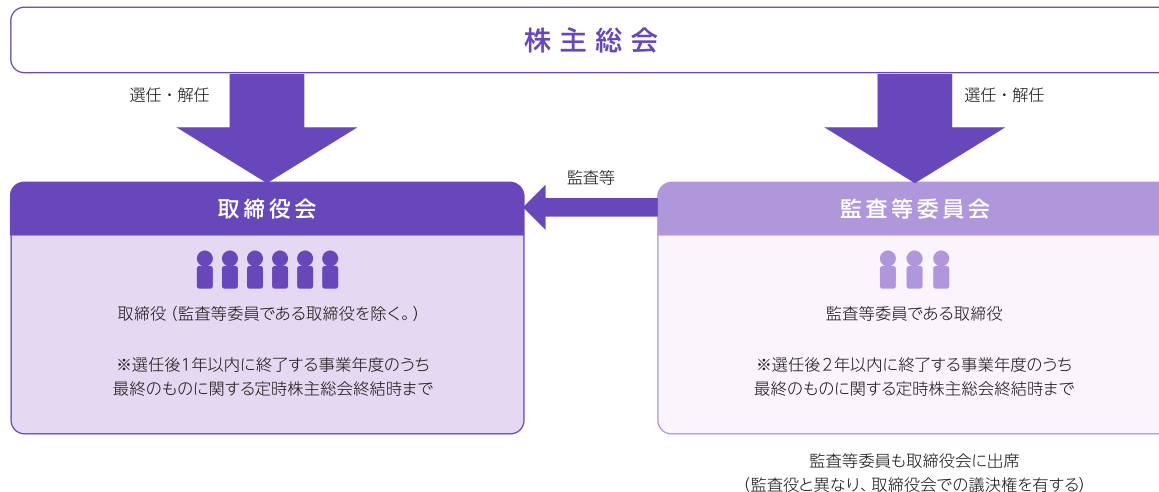 株主総会
選任・解任
選任・解任
監査等
取締役会
取締役（監査等委員である取締役を除く。）
※選任後1年以内に終了する事業年度のうち
最終のものに関する定時株主総会終結時まで
監査等委員会
監査等委員である取締役
※選任後2年以内に終了する事業年度のうち
最終のものに関する定時株主総会終結時まで
監査等委員も取締役会に出席
（監査役と異なり、取締役会での議決権を有する）